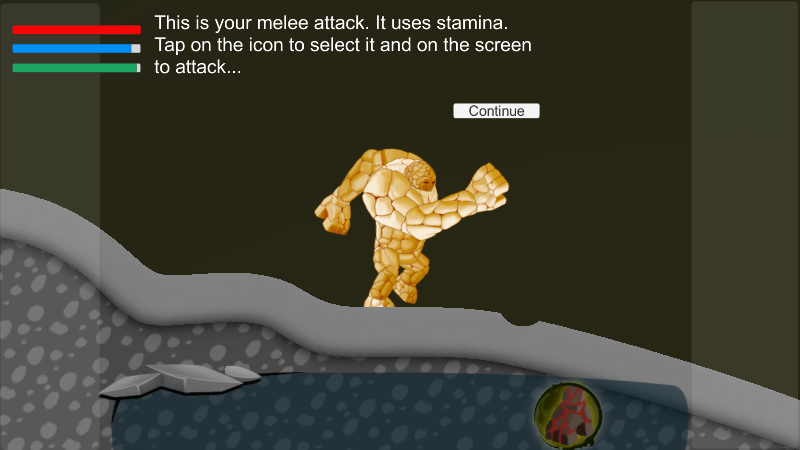 This is your melee attack. It uses stamina.
Tap on the icon to select it and on the screen
to attack...
Continue